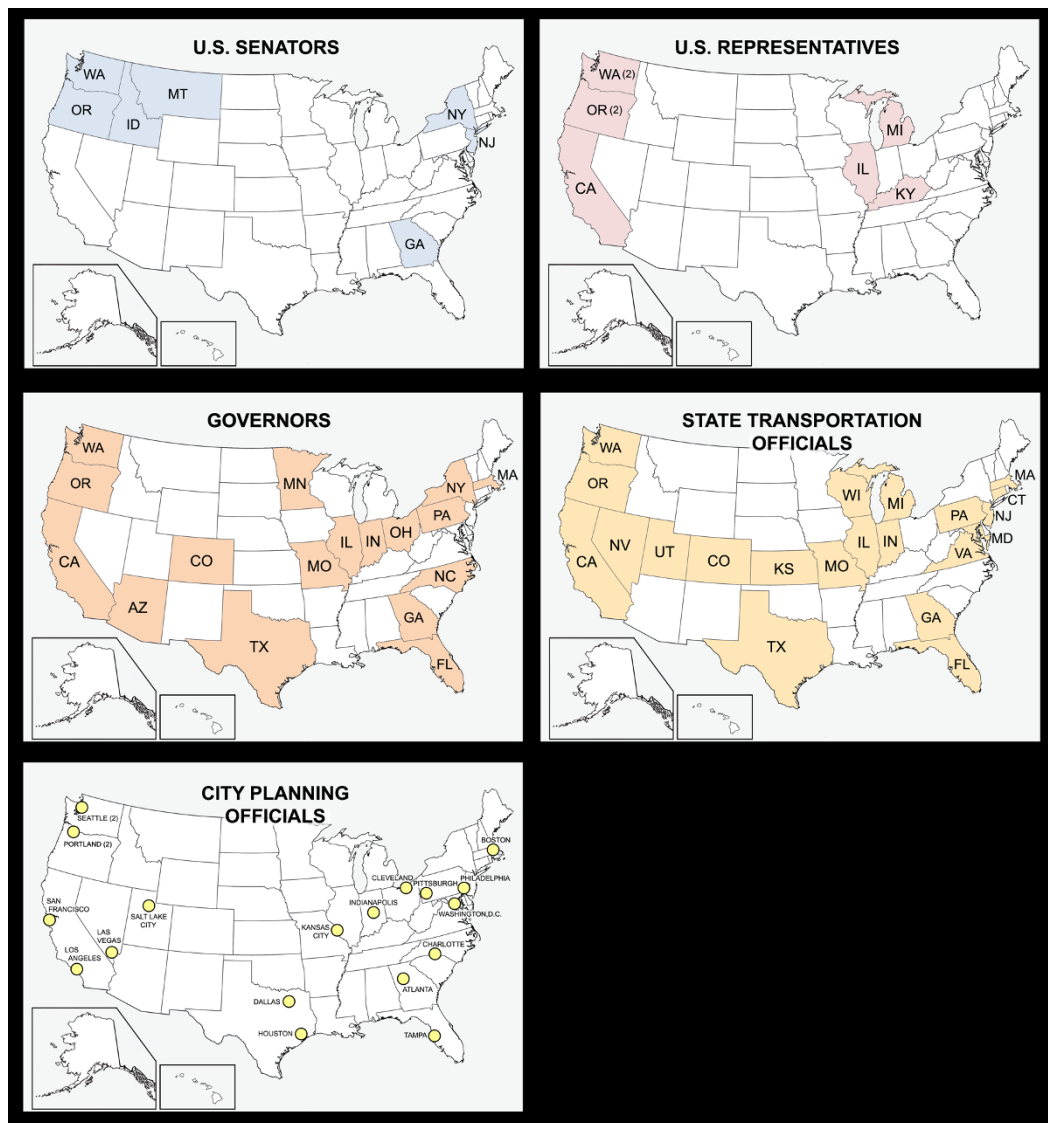 U.S. SENATORS
WA
MT
OR
ID
NY
NJ
GA
U.S. REPRESENTATIVES
WA (2)
OR (2)
MI
IL
CA
KY
GOVERNORS
WA
MA
OR
MN
NY
PA
OH
IL
IN
CA
CO
MO
NC
AZ
GA
TX
FL
STATE TRANSPORTATION
OFFICIALS
WA
MA
OR
WI
MI
CT
PA
NJ
NV
IL
IN
MD
UT
CA
CO
VA
KS
MO
GA
TX
FL
CITY PLANNING
OFFICIALS
SEATTLE (2)
PORTLAND (2)
BOSTON
CLEVELAND
PITTSBURGH
PHILADELPHIA
SAN
FRANCISCO
SALT LAKE
CITY
INDIANAPOLIS
WASHINGTON,D.C.
KANSAS
CITY
LAS
VEGAS
LOS
ANGELES
CHARLOTTE
ATLANTA
DALLAS
HOUSTON
TAMPA